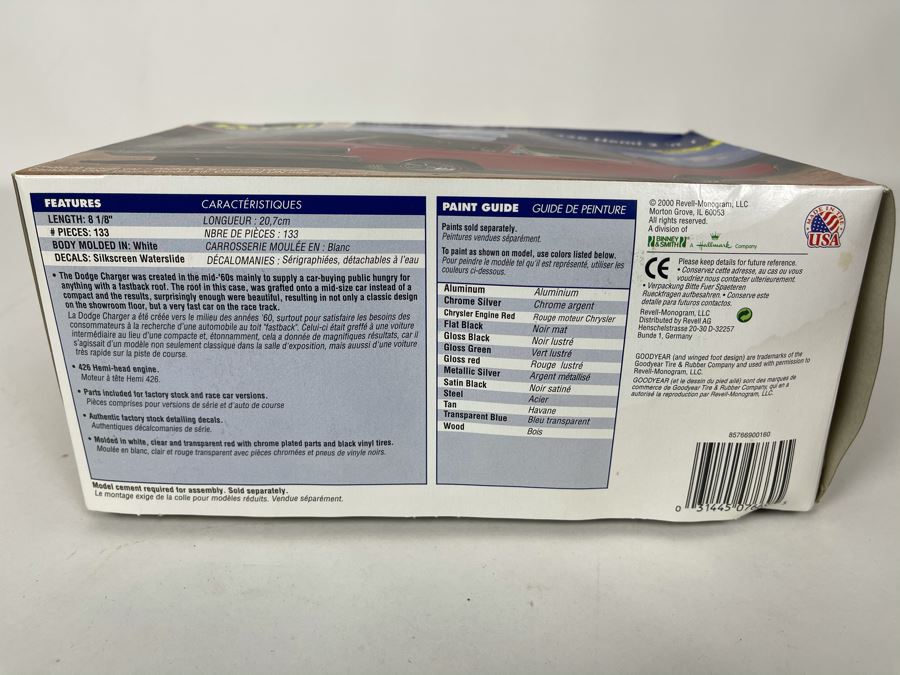 FEATURES CARACTÉRISTIQUES
LENGTH: 8 1/8" LONGUEUR : 20,7cm
# PIECES: 133 NBRE DE PIÈCES : 133
BODY MOLDED IN: White CARROSSERIE MOULÉE EN : Blanc
DECALS: Silkscreen Waterslide DÉCALOMANIES : Sérigraphiées, détachables à l'eau
• The Dodge Charger was created in the mid-'60s mainly to supply a car-buying public hungry for
anything with a fastback roof. The roof in this case, was grafted onto a mid-size car instead of a
compact and the results, surprisingly enough were beautiful, resulting in not only a classic design
on the showroom floor, but a very fast car on the race track.
La Dodge Charger a été créée vers le milieu des années '60, surtout pour satisfaire les besoins des
consommateurs à la recherche d'une automobile au toit "fastback". Celui-ci était greffé à une voiture
intermédiaire au lieu d'une compacte et, étonnamment, cela a donnée de magnifiques résultats, car il
s'agissait d'un modèle non seulement classique dans la salle d'exposition, mais aussui d'une voiture
très rapide sur la piste de course.
• 426 Hemi-head engine.
Moteur à tête Hemi 426.
• Parts included for factory stock and race car versions.
Pièces comprises pour versions de série et d'auto de course
• Authentic factory stock detailing decals.
Authentiques décalcomanies de série.
• Molded in white, clear and transparent red with chrome plated parts and black vinyl tires.
Moulée en blanc, clair et rouge transparent avec pièces chromées et pneus de vinyle noirs.
Model cement required for assembly. Sold separately.
Le montage exige de la colle pour modèles réduits. Vendue séparément.
PAINT GUIDE GUIDE DE PEINTURE
Paints sold separately.
Peintures vendues séparément.
To paint as shown on model, use colors listed below.
Pour peindre le modèle tel qu'il est représenté, utiliser les
couleurs ci-dessous.
Aluminum Aluminium
Chrome Silver Chrome argent
Chrysler Engine Red Rouge moteur Chrysler
Flat Black Noir mat
Gloss Black Noir lustré
Gloss Green Vert lustré
Gloss red Rouge lustré
Metallic Silver Argent métallisé
Satin Black Noir satiné
Steel Acier
Tan Havane
Transparent Blue Bleu transparent
Wood Bois
© 2000 Revell-Monogram, LLC
Morton Grove, IL 60053
All rights reserved.
A division of
BINNEY & SMITH a Hallmark Company
MADE IN THE USA
CE
Please keep details for future reference.
• Conservez cette adresse, au cas ou vous
voudriez nous contacter ulterieurement.
• Verpackung Bitte Fuer Spaeteren
Rueckfragen aufbesahren. • Conserve este
détalle para futuros contactos.
Revell-Monogram, LLC
Distributed by Revell AG
Henschelstrasse 20-30 D-32257
Bunde 1, Germany
GOODYEAR (and winged foot design) are trademarks of the
Goodyear Tire & Rubber Company and used with permission to
Revell-Monogram, LLC.
GOODYEAR (et le dessin du pied ailé) sont des marques de
commerce de Goodyear Tire & Rubber Company, qui en a
autorisé la reproduction par Revell-Monogram, LLC.
85766900160
0 31445 076